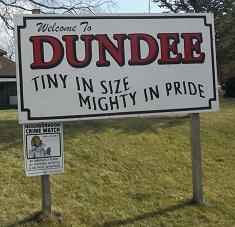 Welcome To
DUNDEE
TINY IN SIZE
MIGHTY IN PRIDE
NEIGHBORHOOD
CRIME WATCH